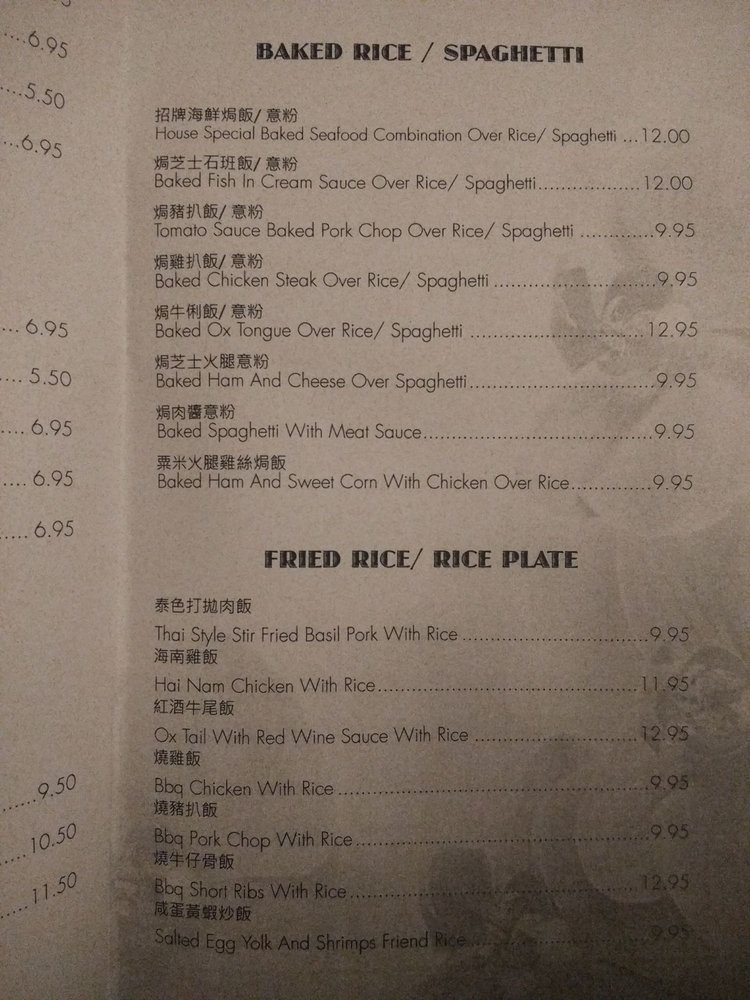 6.95
5.50
6.95
6.95
5.50
6.95
6.95
6.95
9.50
10.50
11.50
BAKED RICE / SPAGHETTI
招牌海鮮焗飯/ 意粉
House Special Baked Seafood Combination Over Rice/ Spaghetti ...12.00
焗芝士石班飯/ 意粉
Baked Fish In Cream Sauce Over Rice/ Spaghetti..................12.00
焗豬扒飯/ 意粉
Tomato Sauce Baked Pork Chop Over Rice/ Spaghetti .............9.95
焗雞扒飯/ 意粉
Baked Chicken Steak Over Rice/ Spaghetti ............................9.95
焗牛脷飯/ 意粉
Baked Ox Tongue Over Rice/ Spaghetti ...............................12.95
焗芝士火腿意粉
Baked Ham And Cheese Over Spaghetti................................9.95
焗肉醬意粉
Baked Spaghetti With Meat Sauce........................................9.95
粟米火腿雞絲焗飯
Baked Ham And Sweet Corn With Chicken Over Rice..............9.95
FRIED RICE/ RICE PLATE
泰色打拋肉飯
Thai Style Stir Fried Basil Pork With Rice .................................9.95
海南雞飯
Hai Nam Chicken With Rice..............................................11.95
紅酒牛尾飯
Ox Tail With Red Wine Sauce With Rice .............................12.95
燒雞飯
Bbq Chicken With Rice ......................................................9.95
燒豬扒飯
Bbq Pork Chop With Rice...................................................9.95
燒牛仔骨飯
Bbq Short Ribs With Rice..................................................12.95
咸蛋黃蝦炒飯
Salted Egg Yolk And Shrimps Friend Rice...............................9.95